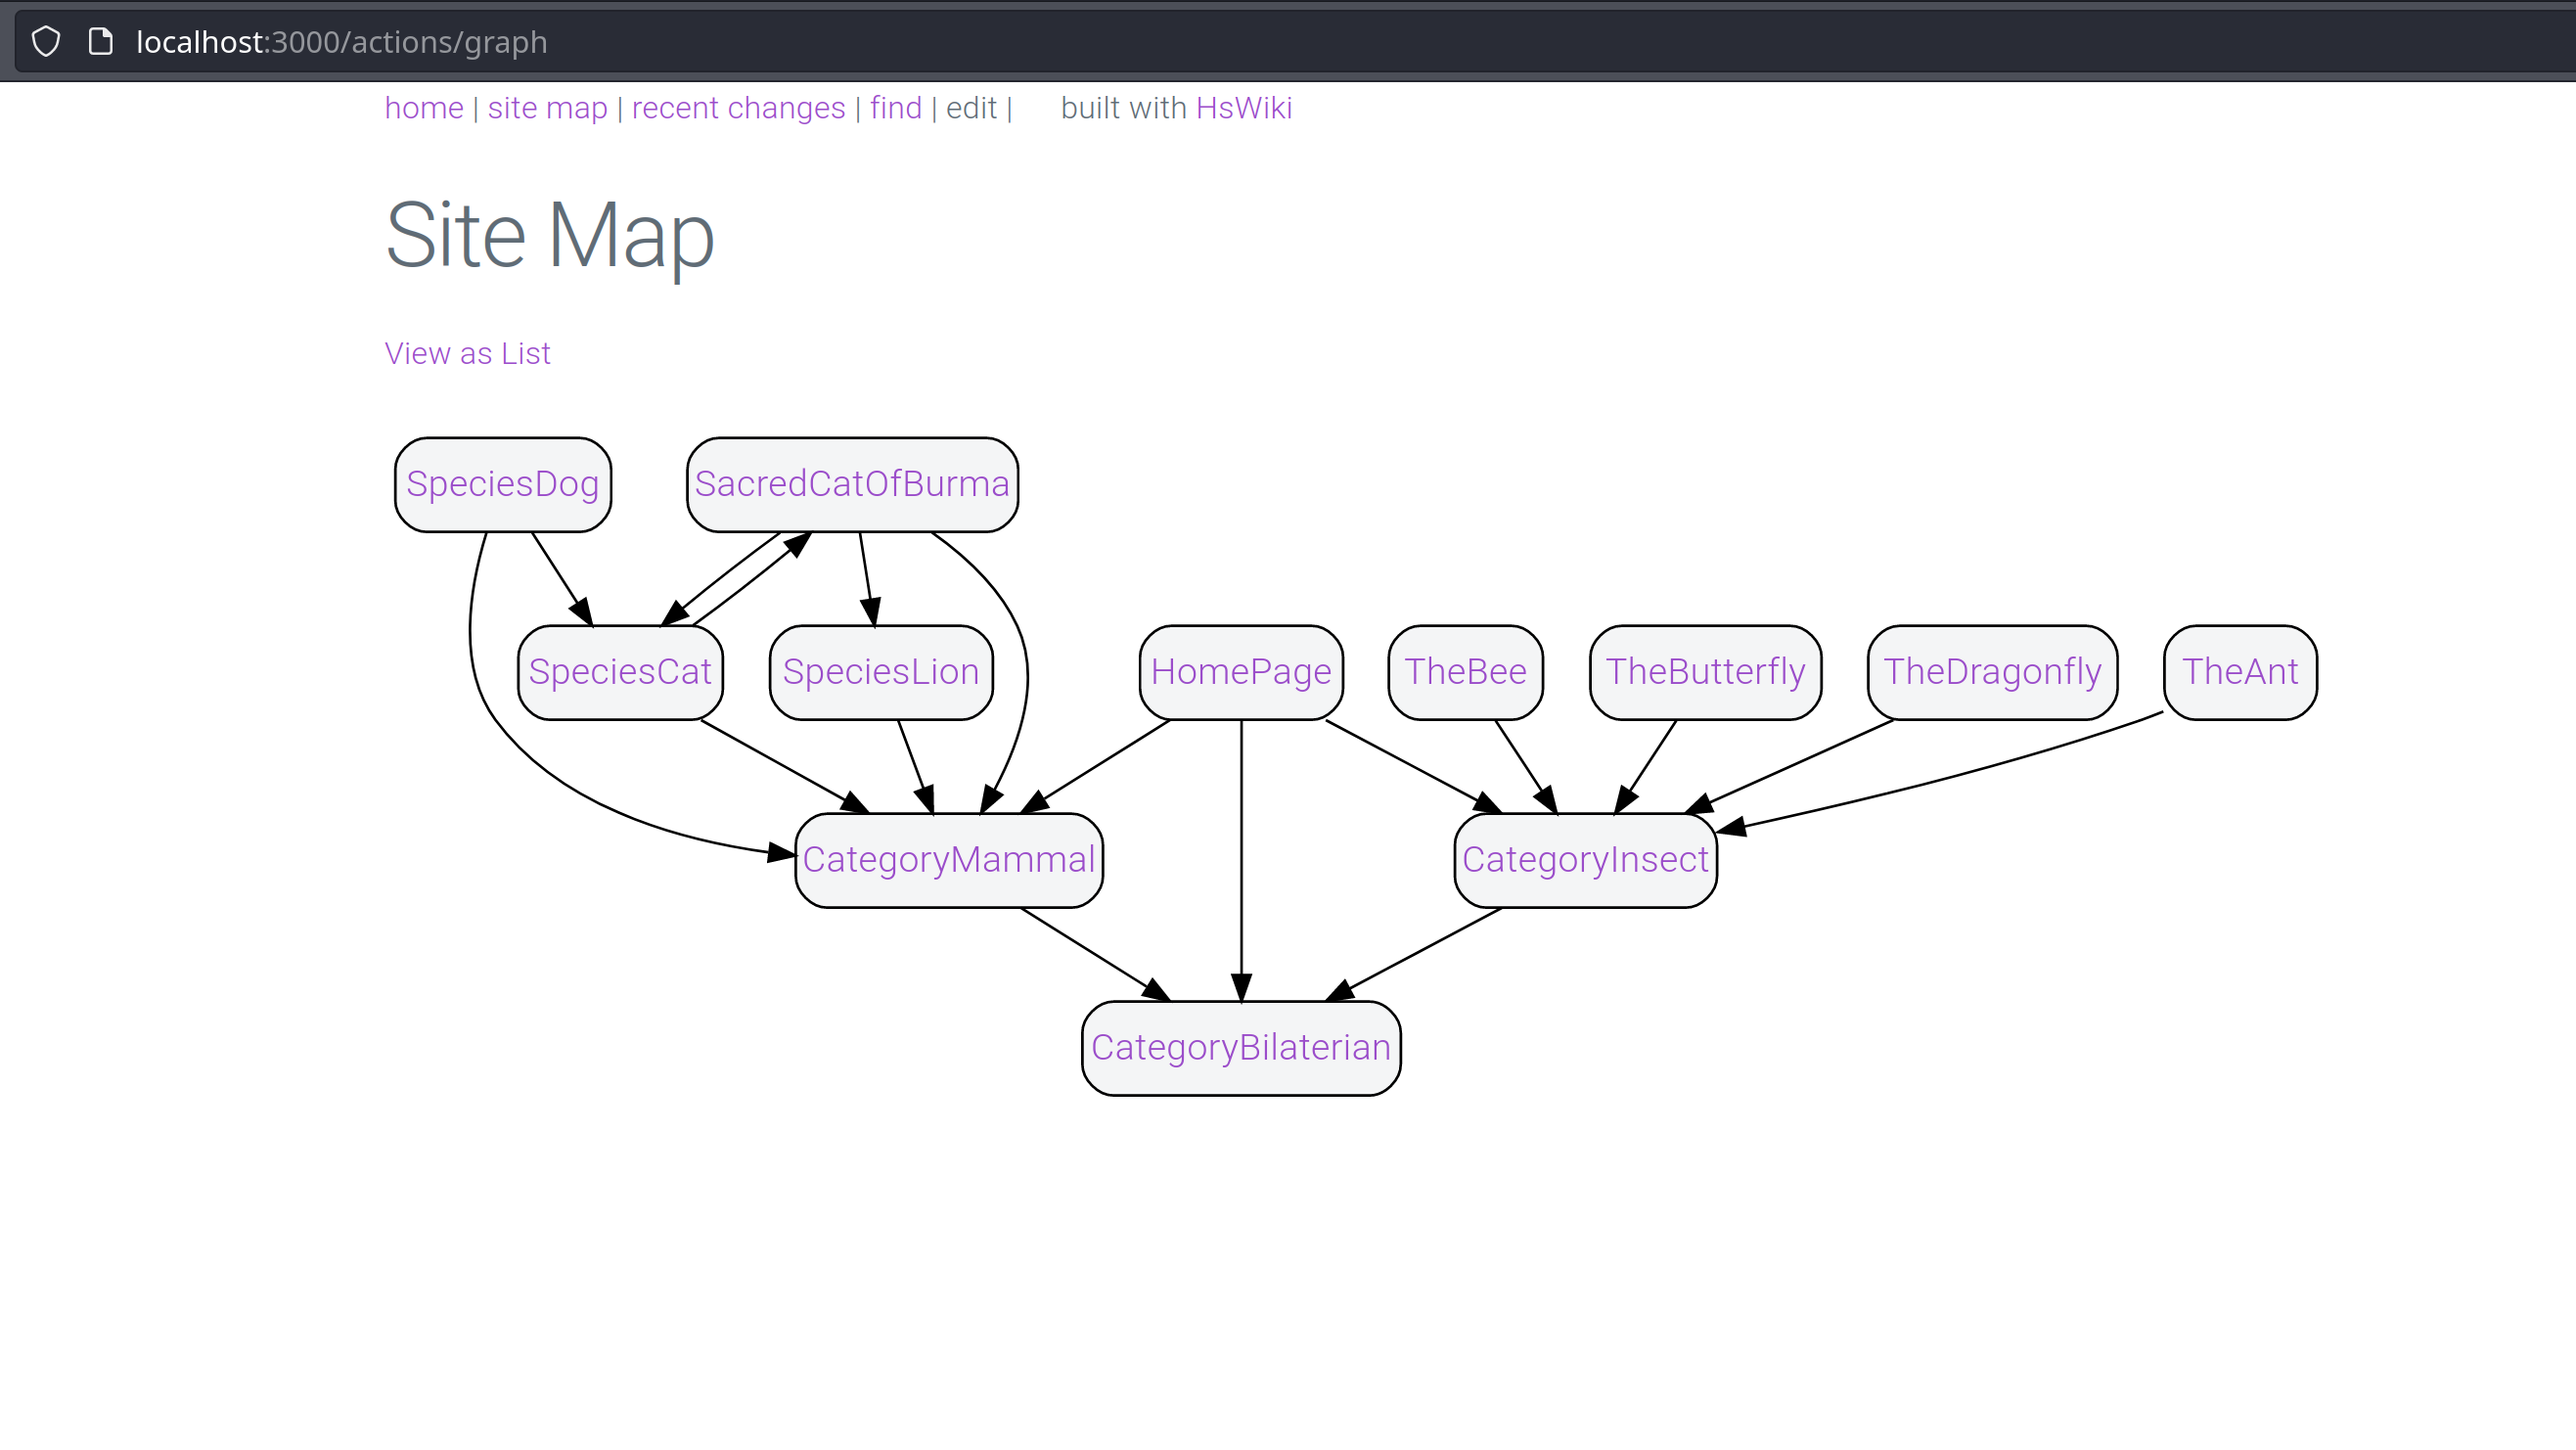 localhost:3000/actions/graph
home | site map | recent changes | find | edit | built with HsWiki
Site Map
View as List
SpeciesDog SacredCatOfBurma
SpeciesCat SpeciesLion HomePage TheBee TheButterfly TheDragonfly TheAnt
CategoryMammal CategoryInsect
CategoryBilaterian